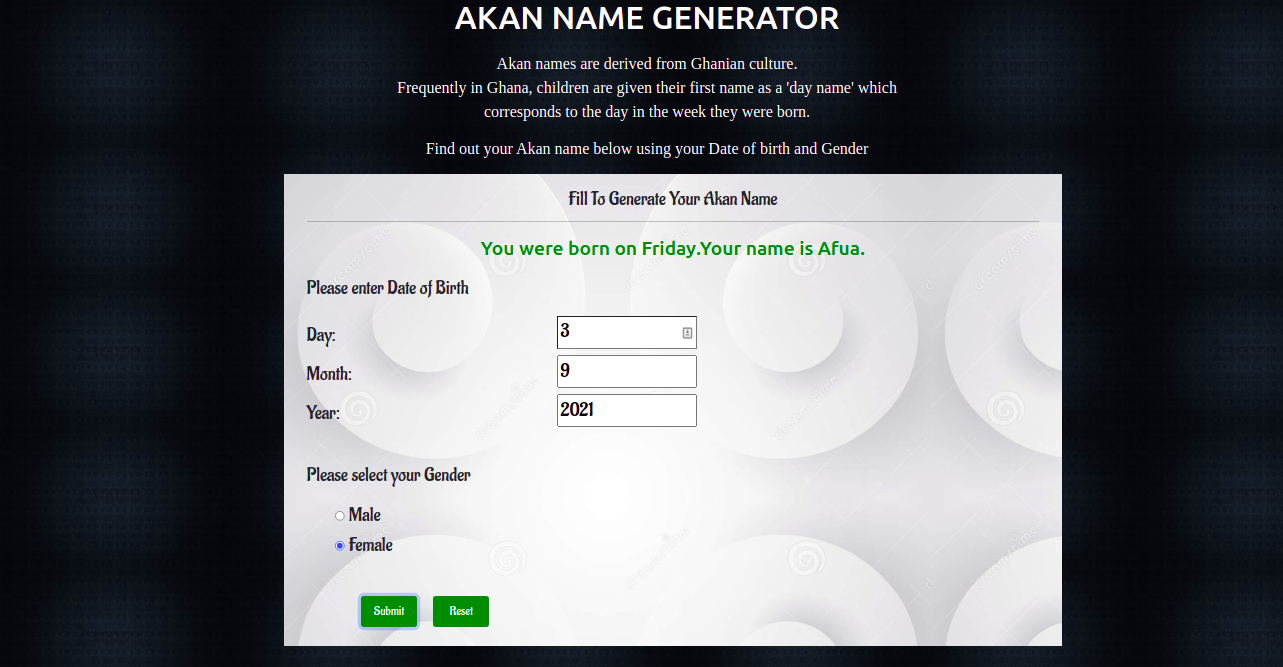 AKAN NAME GENERATOR
Akan names are derived from Ghanian culture.
Frequently in Ghana, children are given their first name as a 'day name' which
corresponds to the day in the week they were born.
Find out your Akan name below using your Date of birth and Gender
Fill To Generate Your Akan Name
You were born on Friday.Your name is Afua.
Please enter Date of Birth
Day: 3
Month: 9
Year: 2021
Please select your Gender
Male
Female
Submit Reset